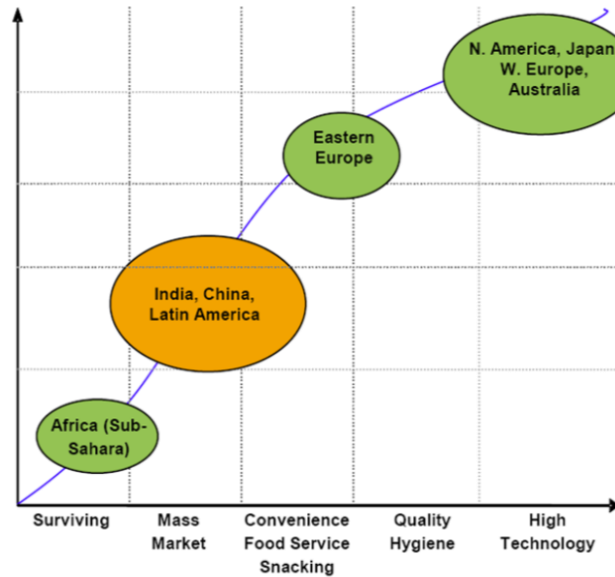 N. America, Japan
W. Europe,
Australia
Eastern
Europe
India, China,
Latin America
Africa (Sub-
Sahara)
Surviving
Mass
Market
Convenience
Food Service
Snacking
Quality
Hygiene
High
Technology